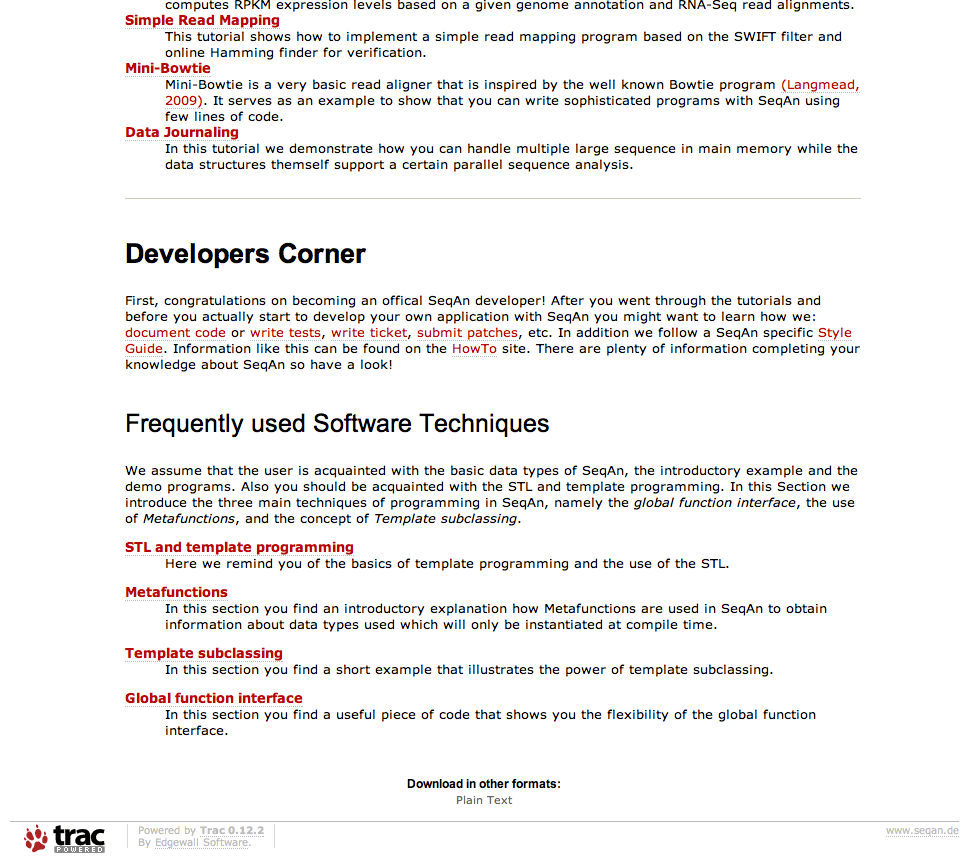 computes RPKM expression levels based on a given genome annotation and RNA-Seq read alignments.
Simple Read Mapping
This tutorial shows how to implement a simple read mapping program based on the SWIFT filter and
online Hamming finder for verification.
Mini-Bowtie
Mini-Bowtie is a very basic read aligner that is inspired by the well known Bowtie program (Langmead,
2009). It serves as an example to show that you can write sophisticated programs with SeqAn using
few lines of code.
Data Journaling
In this tutorial we demonstrate how you can handle multiple large sequence in main memory while the
data structures themself support a certain parallel sequence analysis.
Developers Corner
First, congratulations on becoming an offical SeqAn developer! After you went through the tutorials and
before you actually start to develop your own application with SeqAn you might want to learn how we:
document code or write tests, write ticket, submit patches, etc. In addition we follow a SeqAn specific Style
Guide. Information like this can be found on the HowTo site. There are plenty of information completing your
knowledge about SeqAn so have a look!
Frequently used Software Techniques
We assume that the user is acquainted with the basic data types of SeqAn, the introductory example and the
demo programs. Also you should be acquainted with the STL and template programming. In this Section we
introduce the three main techniques of programming in SeqAn, namely the global function interface, the use
of Metafunctions, and the concept of Template subclassing.
STL and template programming
Here we remind you of the basics of template programming and the use of the STL.
Metafunctions
In this section you find an introductory explanation how Metafunctions are used in SeqAn to obtain
information about data types used which will only be instantiated at compile time.
Template subclassing
In this section you find a short example that illustrates the power of template subclassing.
Global function interface
In this section you find a useful piece of code that shows you the flexibility of the global function
interface.
Download in other formats:
Plain Text
trac
POWERED
Powered by Trac 0.12.2
By Edgewall Software.
www.seqan.de